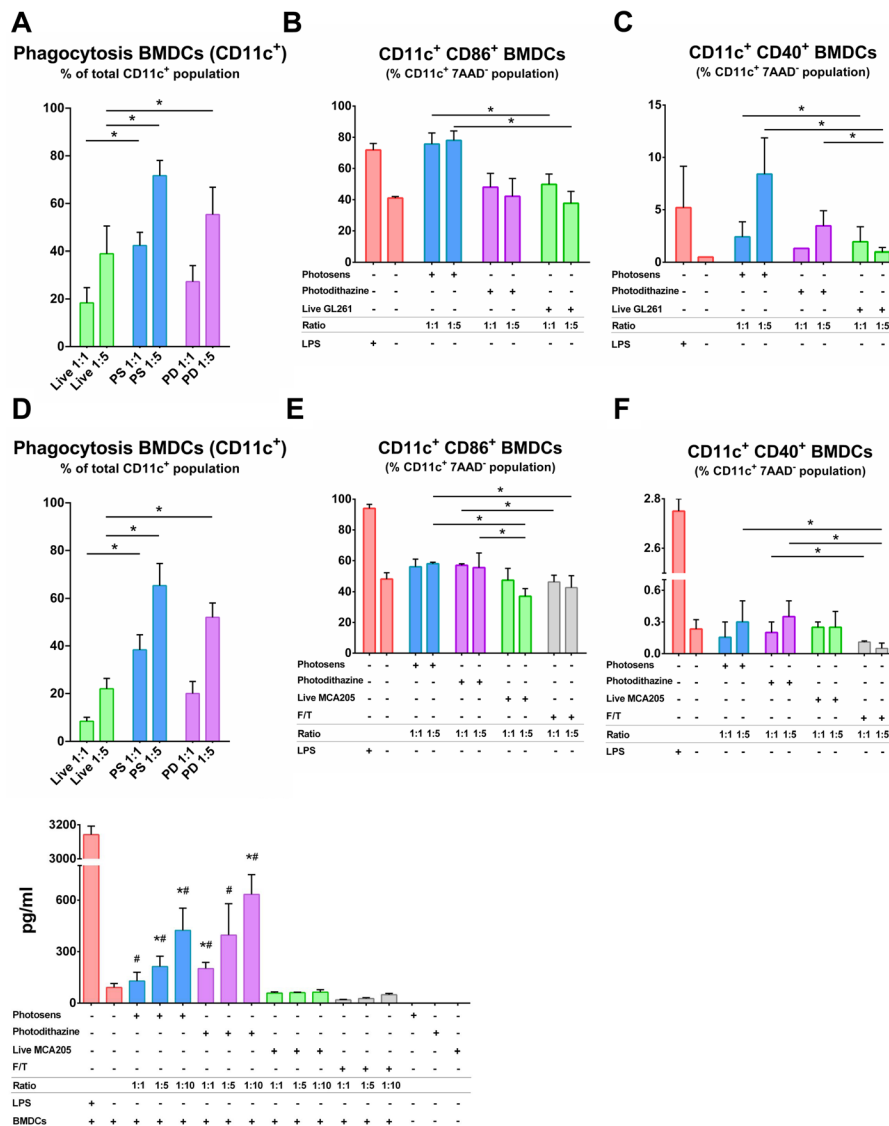 A
Phagocytosis BMDCs (CD11c⁺)
% of total CD11c⁺ population
100
80
60
40
20
0
* * *
Live 1:1 Live 1:5 PS 1:1 PS 1:5 PD 1:1 PD 1:5
B
CD11c⁺ CD86⁺ BMDCs
(% CD11c⁺ 7AAD⁻ population)
100
80
60
40
20
0
* *
Photosens - - + + - - - -
Photodithazine - - - - + + - -
Live GL261 - - - - - - + +
Ratio 1:1 1:5 1:1 1:5 1:1 1:5
LPS + - - - - - - -
C
CD11c⁺ CD40⁺ BMDCs
(% CD11c⁺ 7AAD⁻ population)
15
10
5
0
* * *
Photosens - - + + - - - -
Photodithazine - - - - + + - -
Live GL261 - - - - - - + +
Ratio 1:1 1:5 1:1 1:5 1:1 1:5
LPS + - - - - - - -
D
Phagocytosis BMDCs (CD11c⁺)
% of total CD11c⁺ population
100
80
60
40
20
0
* * *
Live 1:1 Live 1:5 PS 1:1 PS 1:5 PD 1:1 PD 1:5
E
CD11c⁺ CD86⁺ BMDCs
(% CD11c⁺ 7AAD⁻ population)
100
80
60
40
20
0
* * * *
Photosens - - + + - - - - - -
Photodithazine - - - - + + - - - -
Live MCA205 - - - - - - + + - -
F/T - - - - - - - - + +
Ratio 1:1 1:5 1:1 1:5 1:1 1:5 1:1 1:5
LPS + - - - - - - - - -
F
CD11c⁺ CD40⁺ BMDCs
(% CD11c⁺ 7AAD⁻ population)
2.8
2.6
0.6
0.3
0.0
* * *
Photosens - - + + - - - - - -
Photodithazine - - - - + + - - - -
Live MCA205 - - - - - - + + - -
F/T - - - - - - - - + +
Ratio 1:1 1:5 1:1 1:5 1:1 1:5 1:1 1:5
LPS + - - - - - - - - -
pg/ml
3200
3000
600
300
0
# *# *# *# # *#
Photosens - - + + + - - - - - - - - - + - -
Photodithazine - - - - - + + + - - - - - - - + -
Live MCA205 - - - - - - - - + + + - - - - - +
F/T - - - - - - - - - - - + + + - - -
Ratio 1:1 1:5 1:10 1:1 1:5 1:10 1:1 1:5 1:10 1:1 1:5 1:10
LPS + - - - - - - - - - - - - - - - -
BMDCs + + + + + + + + + + + + + + - - -